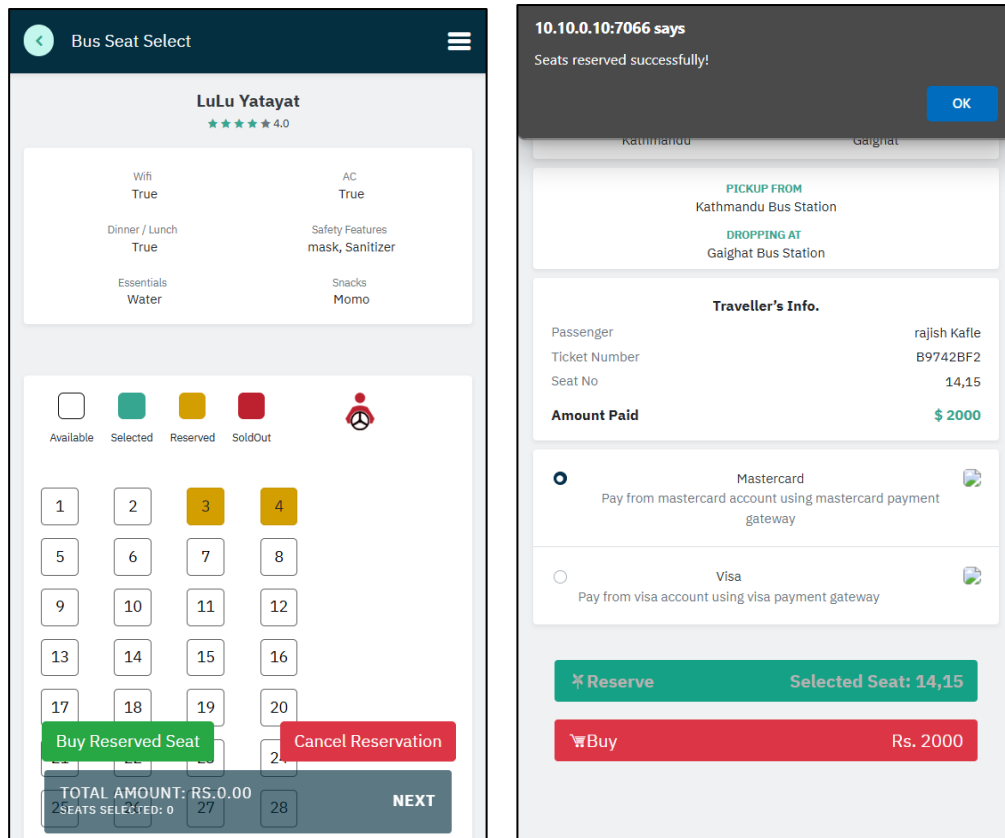 Bus Seat Select
LuLu Yatayat
4.0
Wifi
True
AC
True
Dinner / Lunch
True
Safety Features
mask, Sanitizer
Essentials
Water
Snacks
Momo
Available
Selected
Reserved
SoldOut
1 2 3 4
5 6 7 8
9 10 11 12
13 14 15 16
17 18 19 20
Buy Reserved Seat
Cancel Reservation
TOTAL AMOUNT: RS.0.00
SEATS SELECTED: 0
NEXT
25 26 27 28
10.10.0.10:7066 says
Seats reserved successfully!
OK
Kathmandu Gaighat
PICKUP FROM
Kathmandu Bus Station
DROPPING AT
Gaighat Bus Station
Traveller's Info.
Passenger rajish Kafle
Ticket Number B9742BF2
Seat No 14,15
Amount Paid $ 2000
Mastercard
Pay from mastercard account using mastercard payment
gateway
Visa
Pay from visa account using visa payment gateway
Reserve Selected Seat: 14,15
Buy Rs. 2000